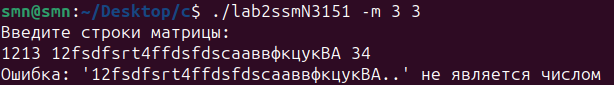 smn@smn:~/Desktop/c$ ./lab2ssmN3151 -m 3 3
Введите строки матрицы:
1213 12fsdfsrt4ffdsfdscaaввфкцукВА 34
Ошибка: '12fsdfsrt4ffdsfdscaaввфкцукВА..' не является числом